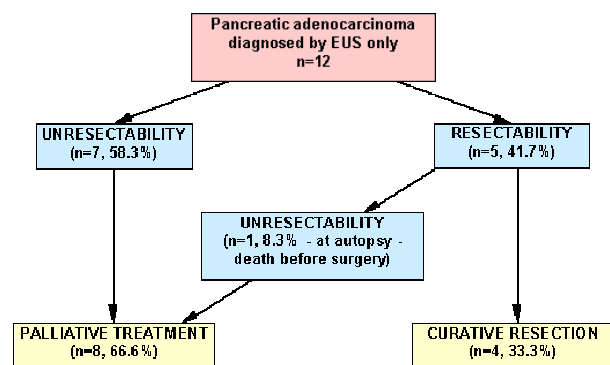 Pancreatic adenocarcinoma
diagnosed by EUS only
n=12
UNRESECTABILITY
(n=7, 58.3%)
RESECTABILITY
(n=5, 41.7%)
UNRESECTABILITY
(n=1, 8.3% - at autopsy -
death before surgery)
PALLIATIVE TREATMENT
(n=8, 66.6%)
CURATIVE RESECTION
(n=4, 33.3%)